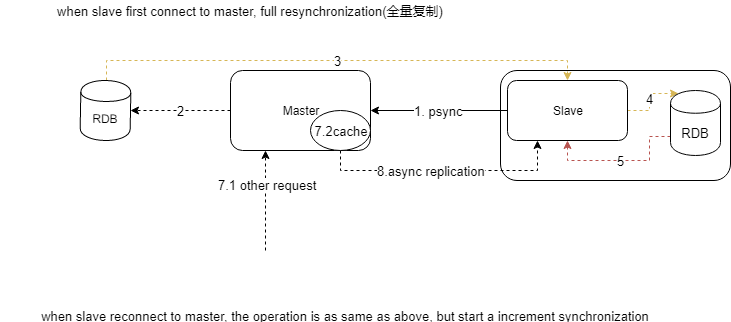 when slave first connect to master, full resynchronization(全量复制)
3
RDB
2
Master
7.2cache
1. psync
Slave
4
RDB
5
8.async replication
7.1 other request
when slave reconnect to master, the operation is as same as above, but start a increment synchronization